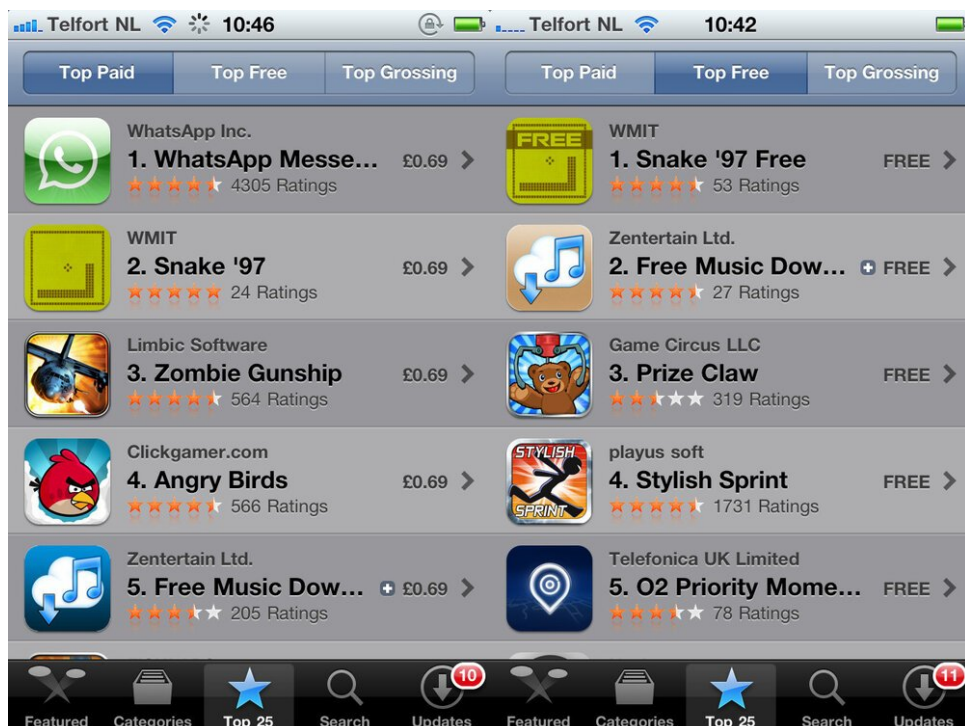 Telfort NL 10:46
Top Paid Top Free Top Grossing
WhatsApp Inc.
1. WhatsApp Messe... £0.69
4305 Ratings
WMIT
2. Snake '97 £0.69
24 Ratings
Limbic Software
3. Zombie Gunship £0.69
564 Ratings
Clickgamer.com
4. Angry Birds £0.69
566 Ratings
Zentertain Ltd.
5. Free Music Dow... + £0.69
205 Ratings
10
Featured Categories Top 25 Search Updates
Telfort NL 10:42
Top Paid Top Free Top Grossing
FREE
WMIT
1. Snake '97 Free FREE
53 Ratings
Zentertain Ltd.
2. Free Music Dow... + FREE
27 Ratings
Game Circus LLC
3. Prize Claw FREE
319 Ratings
STYLISH
SPRINT
playus soft
4. Stylish Sprint FREE
1731 Ratings
Telefonica UK Limited
5. O2 Priority Mome... FREE
78 Ratings
11
Featured Categories Top 25 Search Updates